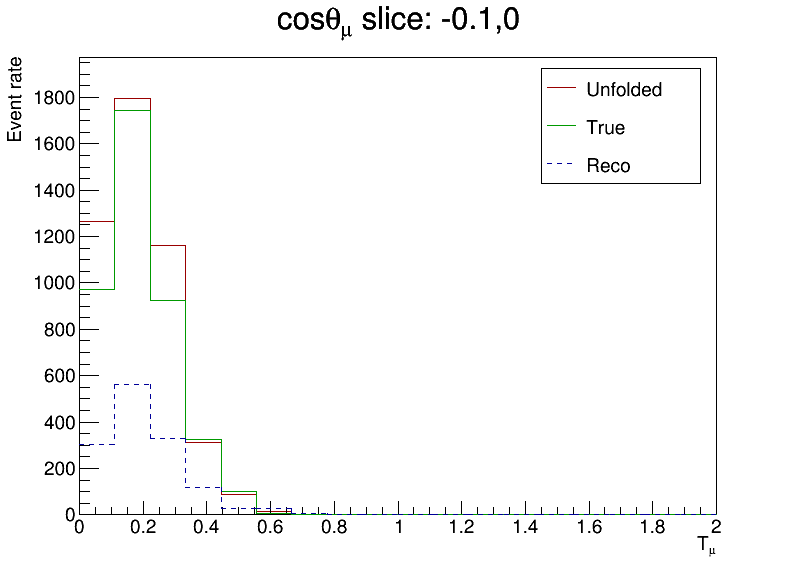 cosθμ slice: -0.1,0
Event rate
Unfolded
True
Reco
1800
1600
1400
1200
1000
800
600
400
200
0
0 0.2 0.4 0.6 0.8 1 1.2 1.4 1.6 1.8 2
Tμ